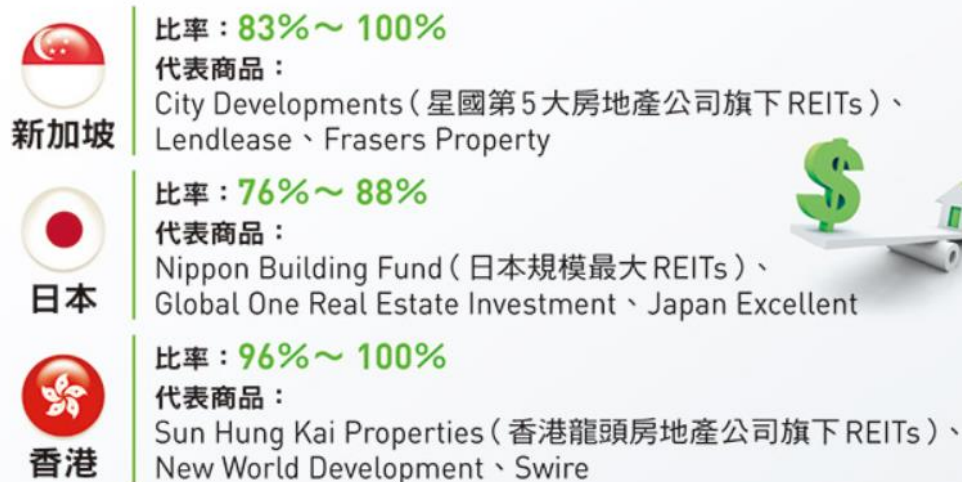 新加坡
比率：83%～100%
代表商品：
City Developments（星國第5大房地產公司旗下REITs）、
Lendlease、Frasers Property
日本
比率：76%～88%
代表商品：
Nippon Building Fund（日本規模最大REITs）、
Global One Real Estate Investment、Japan Excellent
香港
比率：96%～100%
代表商品：
Sun Hung Kai Properties（香港龍頭房地產公司旗下REITs）、
New World Development、Swire
$